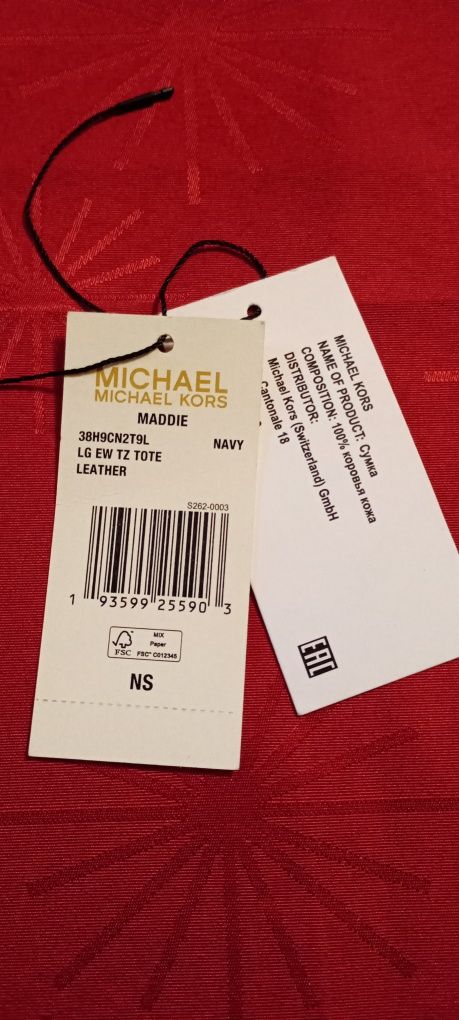 MICHAEL
MICHAEL KORS
MADDIE
38H9CN2T9L NAVY
LG EW TZ TOTE
LEATHER
S262-0003
1 93599 25590 3
FSC
MIX
Paper
FSC™ C012345
NS
MICHAEL KORS
NAME OF PRODUCT: Сумка
COMPOSITION: 100% коровья кожа
DISTRIBUTOR:
Michael Kors (Switzerland) GmbH
Cantonale 18
EAC